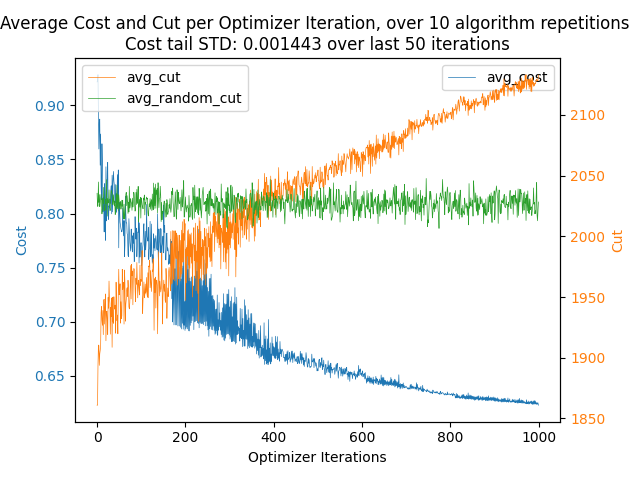 Average Cost and Cut per Optimizer Iteration, over 10 algorithm repetitions
Cost tail STD: 0.001443 over last 50 iterations
avg_cut
avg_random_cut
avg_cost
0.90
0.85
0.80
0.75
0.70
0.65
Cost
2100
2050
2000
1950
1900
1850
Cut
0
200
400
600
800
1000
Optimizer Iterations